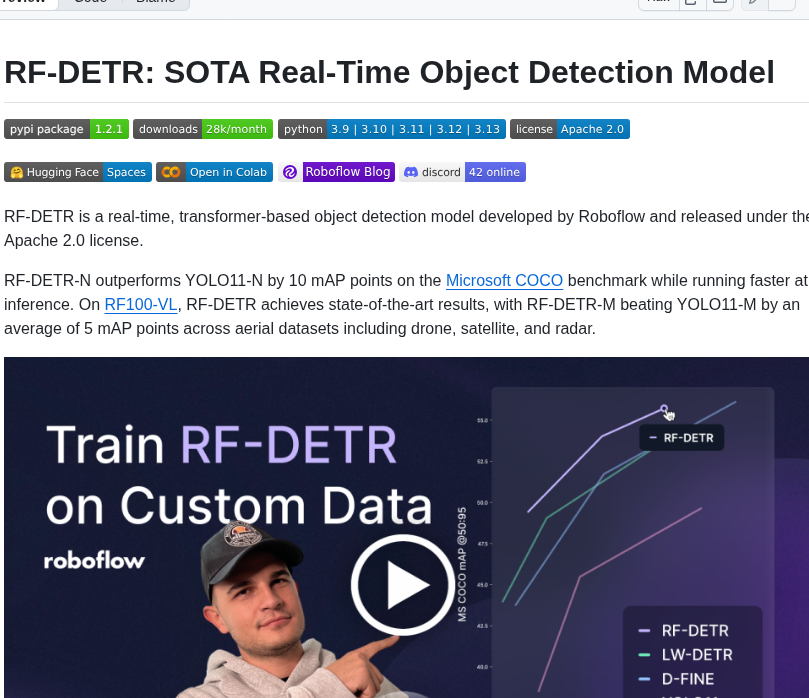 Code
RF-DETR: SOTA Real-Time Object Detection Model
pypi package 1.2.1 downloads 28k/month python 3.9 | 3.10 | 3.11 | 3.12 | 3.13 license Apache 2.0
Hugging Face Spaces Open in Colab Roboflow Blog discord 42 online
RF-DETR is a real-time, transformer-based object detection model developed by Roboflow and released under the
Apache 2.0 license.
RF-DETR-N outperforms YOLO11-N by 10 mAP points on the Microsoft COCO benchmark while running faster at
inference. On RF100-VL, RF-DETR achieves state-of-the-art results, with RF-DETR-M beating YOLO11-M by an
average of 5 mAP points across aerial datasets including drone, satellite, and radar.
Train RF-DETR
on Custom Data
roboflow
MS COCO mAP @50:95
55.0
52.5
50.0
47.5
45.0
42.5
40.0
RF-DETR
RF-DETR
LW-DETR
D-FINE